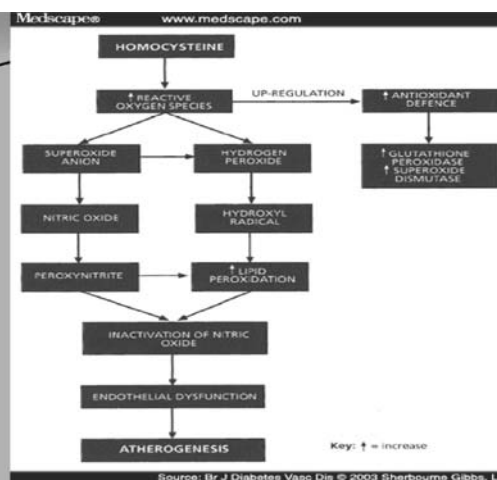 Medscape® www.medscape.com
HOMOCYSTEINE
↑ REACTIVE
OXYGEN SPECIES
UP-REGULATION
↑ ANTIOXIDANT
DEFENCE
↑ GLUTATHIONE
PEROXIDASE
↑ SUPEROXIDE
DISMUTASE
SUPEROXIDE
ANION
HYDROGEN
PEROXIDE
NITRIC OXIDE
HYDROXYL
RADICAL
PEROXYNITRITE
↑ LIPID
PEROXIDATION
INACTIVATION OF NITRIC
OXIDE
ENDOTHELIAL DYSFUNCTION
ATHEROGENESIS
Key: ↑ = increase
Source: Br J Diabetes Vasc Dis © 2003 Sherbourne Gibbs, L